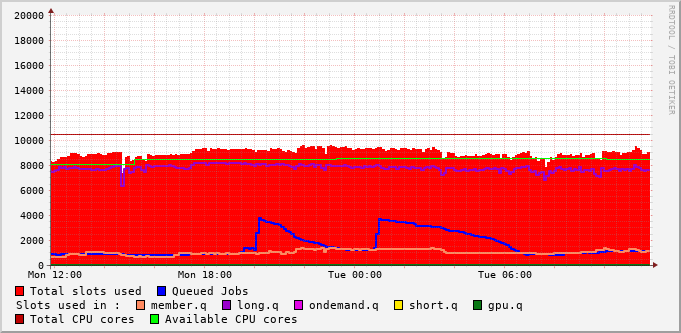 RRDTOOL / TOBI OETIKER
20000
18000
16000
14000
12000
10000
8000
6000
4000
2000
0
Mon 12:00 Mon 18:00 Tue 00:00 Tue 06:00
Total slots used Queued Jobs
Slots used in : member.q long.q ondemand.q short.q gpu.q
Total CPU cores Available CPU cores